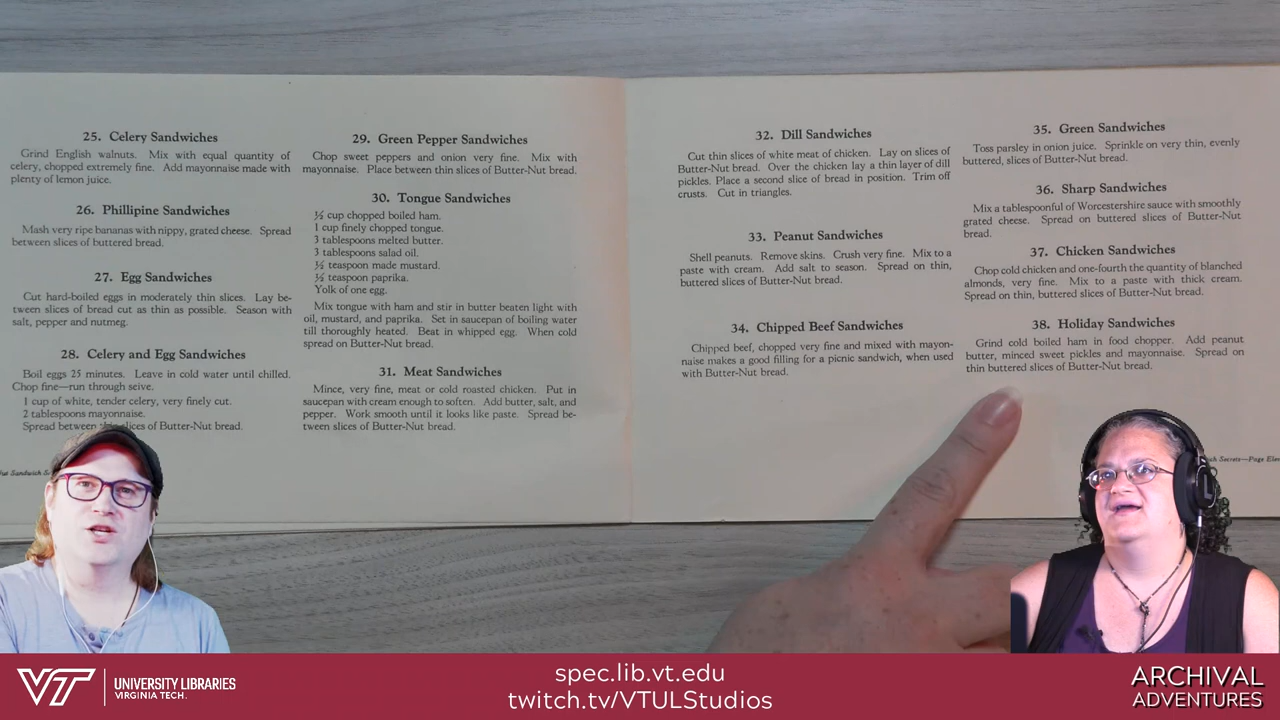 25. Celery Sandwiches
Grind English walnuts. Mix with equal quantity of
celery, chopped extremely fine. Add mayonnaise made with
plenty of lemon juice.
26. Phillipine Sandwiches
Mash very ripe bananas with nippy, grated cheese. Spread
between slices of buttered bread.
27. Egg Sandwiches
Cut hard-boiled eggs in moderately thin slices. Lay be-
tween slices of bread cut as thin as possible. Season with
salt, pepper and nutmeg.
28. Celery and Egg Sandwiches
Boil eggs 25 minutes. Leave in cold water until chilled.
Chop fine—run through seive.
1 cup of white, tender celery, very finely cut.
2 tablespoons mayonnaise.
Spread between thin slices of Butter-Nut bread.
29. Green Pepper Sandwiches
Chop sweet peppers and onion very fine. Mix with
mayonnaise. Place between thin slices of Butter-Nut bread.
30. Tongue Sandwiches
½ cup chopped boiled ham.
1 cup finely chopped tongue.
3 tablespoons melted butter.
3 tablespoons salad oil.
½ teaspoon made mustard.
½ teaspoon paprika.
Yolk of one egg.
Mix tongue with ham and stir in butter beaten light with
oil, mustard, and paprika. Set in saucepan of boiling water
till thoroughly heated. Beat in whipped egg. When cold
spread on Butter-Nut bread.
31. Meat Sandwiches
Mince, very fine, meat or cold roasted chicken. Put in
saucepan with cream enough to soften. Add butter, salt, and
pepper. Work smooth until it looks like paste. Spread be-
tween slices of Butter-Nut bread.
Sandwich
32. Dill Sandwiches
Cut thin slices of white meat of chicken. Lay on slices of
Butter-Nut bread. Over the chicken lay a thin layer of dill
pickles. Place a second slice of bread in position. Trim off
crusts. Cut in triangles.
33. Peanut Sandwiches
Shell peanuts. Remove skins. Crush very fine. Mix to a
paste with cream. Add salt to season. Spread on thin,
buttered slices of Butter-Nut bread.
34. Chipped Beef Sandwiches
Chipped beef, chopped very fine and mixed with mayon-
naise makes a good filling for a picnic sandwich, when used
with Butter-Nut bread.
35. Green Sandwiches
Toss parsley in onion juice. Sprinkle on very thin, evenly
buttered, slices of Butter-Nut bread.
36. Sharp Sandwiches
Mix a tablespoonful of Worcestershire sauce with smoothly
grated cheese. Spread on buttered slices of Butter-Nut
bread.
37. Chicken Sandwiches
Chop cold chicken and one-fourth the quantity of blanched
almonds, very fine. Mix to a paste with thick cream.
Spread on thin, buttered slices of Butter-Nut bread.
38. Holiday Sandwiches
Grind cold boiled ham in food chopper. Add peanut
butter, minced sweet pickles and mayonnaise. Spread on
thin buttered slices of Butter-Nut bread.
Secrets—Page
VT UNIVERSITY LIBRARIES
VIRGINIA TECH.
spec.lib.vt.edu
twitch.tv/VTULStudios
ARCHIVAL
ADVENTURES